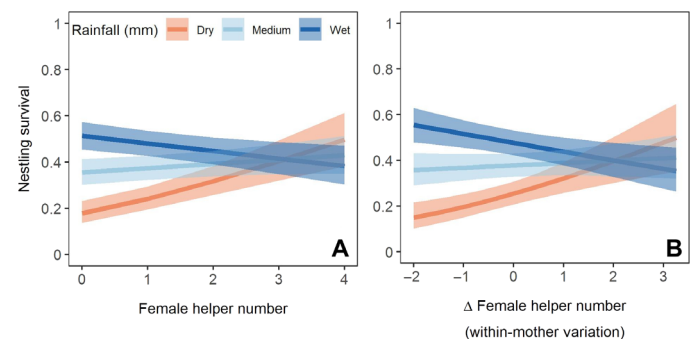 Rainfall (mm) Dry Medium Wet
Nestling survival
1
0.8
0.6
0.4
0.2
0
0 1 2 3 4
A
Female helper number
1
0.8
0.6
0.4
0.2
0
−2 −1 0 1 2 3
B
Δ Female helper number
(within-mother variation)